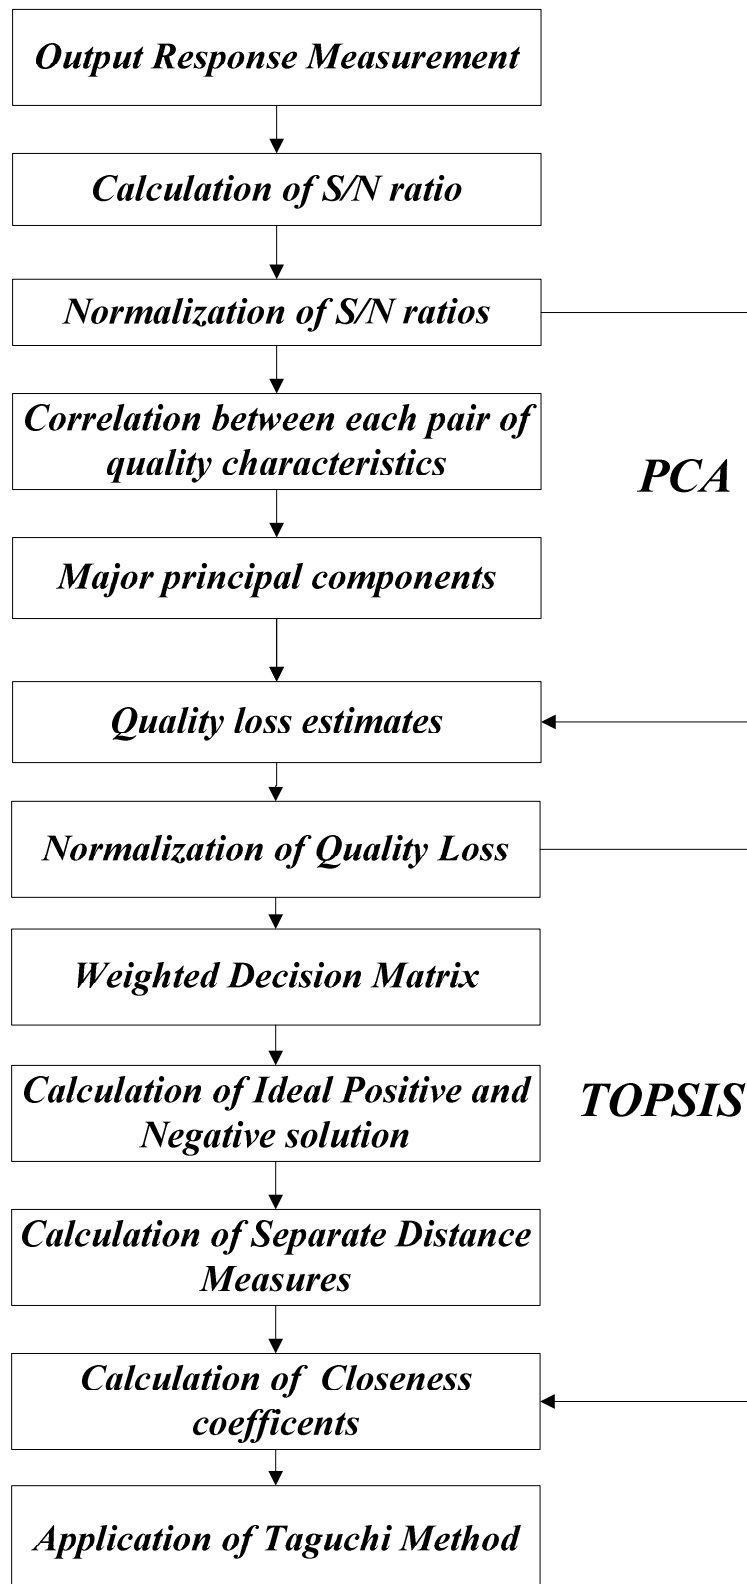 Output Response Measurement
Calculation of S/N ratio
Normalization of S/N ratios
Correlation between each pair of
quality characteristics
PCA
Major principal components
Quality loss estimates
Normalization of Quality Loss
Weighted Decision Matrix
Calculation of Ideal Positive and
Negative solution
TOPSIS
Calculation of Separate Distance
Measures
Calculation of Closeness
coefficents
Application of Taguchi Method